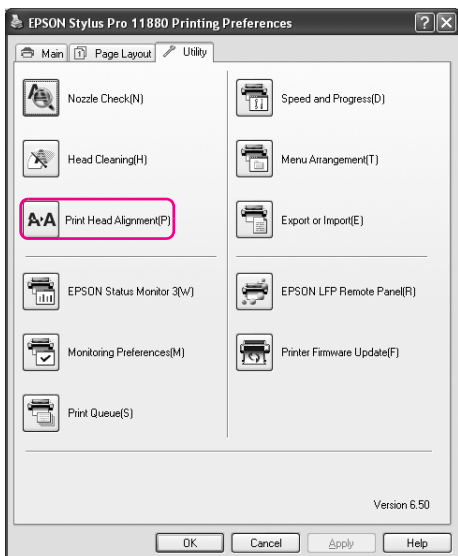 EPSON Stylus Pro 11880 Printing Preferences
Main
Page Layout
Utility
Nozzle Check(N)
Head Cleaning(H)
A·A Print Head Alignment(P)
EPSON Status Monitor 3(W)
Monitoring Preferences(M)
Print Queue(S)
Speed and Progress(D)
Menu Arrangement(T)
Export or Import(E)
EPSON LFP Remote Panel(R)
Printer Firmware Update(F)
Version 6.50
OK
Cancel
Apply
Help